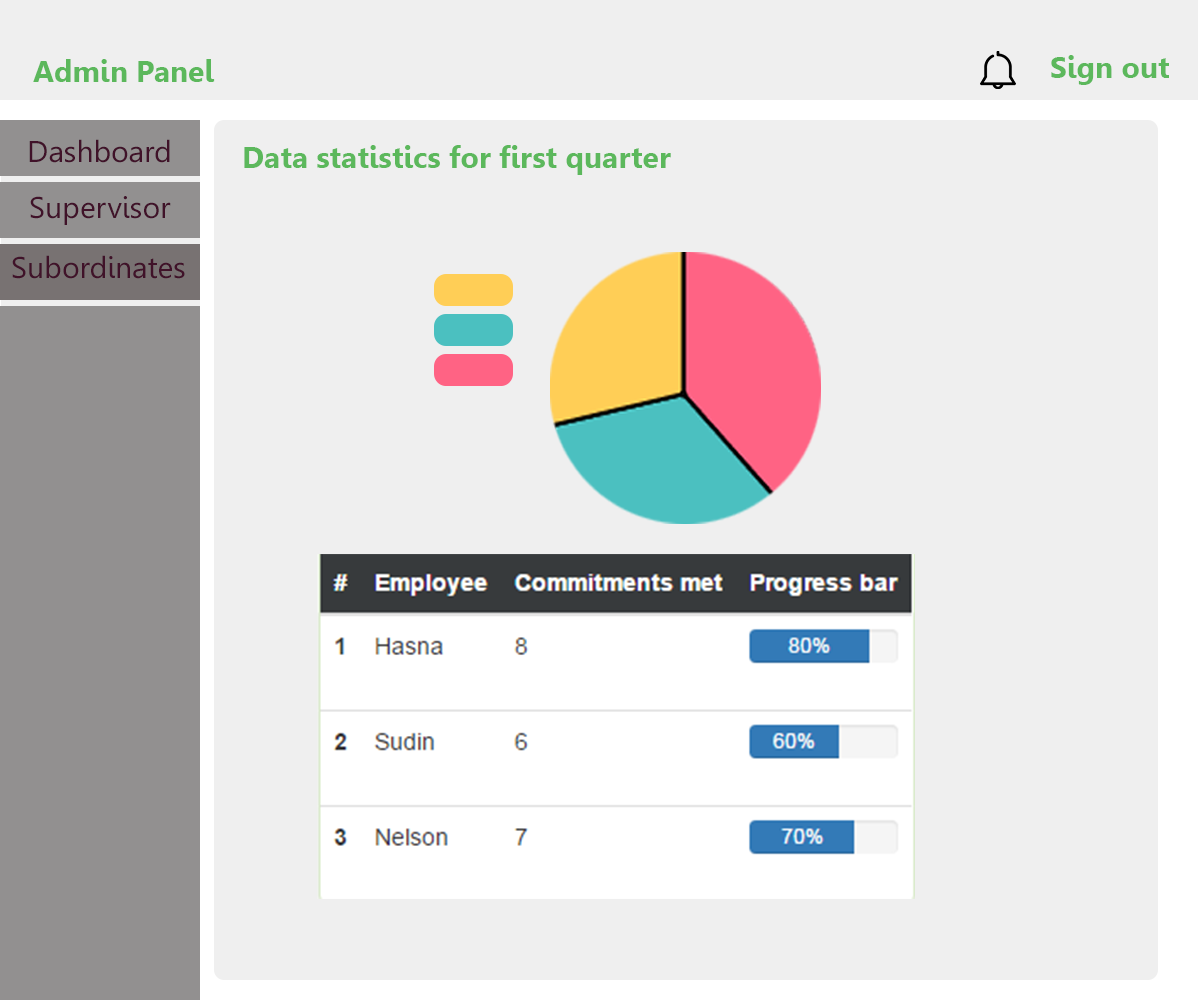 Admin Panel
Sign out
Dashboard
Supervisor
Subordinates
Data statistics for first quarter
# Employee Commitments met Progress bar
1 Hasna 8 80%
2 Sudin 6 60%
3 Nelson 7 70%